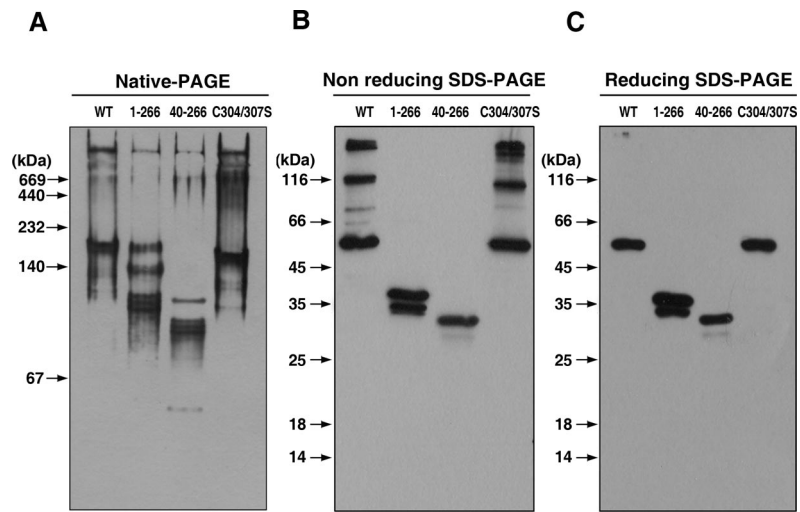 A
B
C
Native-PAGE
Non reducing SDS-PAGE
Reducing SDS-PAGE
WT 1-266 40-266 C304/307S
WT 1-266 40-266 C304/307S
WT 1-266 40-266 C304/307S
(kDa)
669
440
232
140
67
(kDa)
116
66
45
35
25
18
14
(kDa)
116
66
45
35
25
18
14